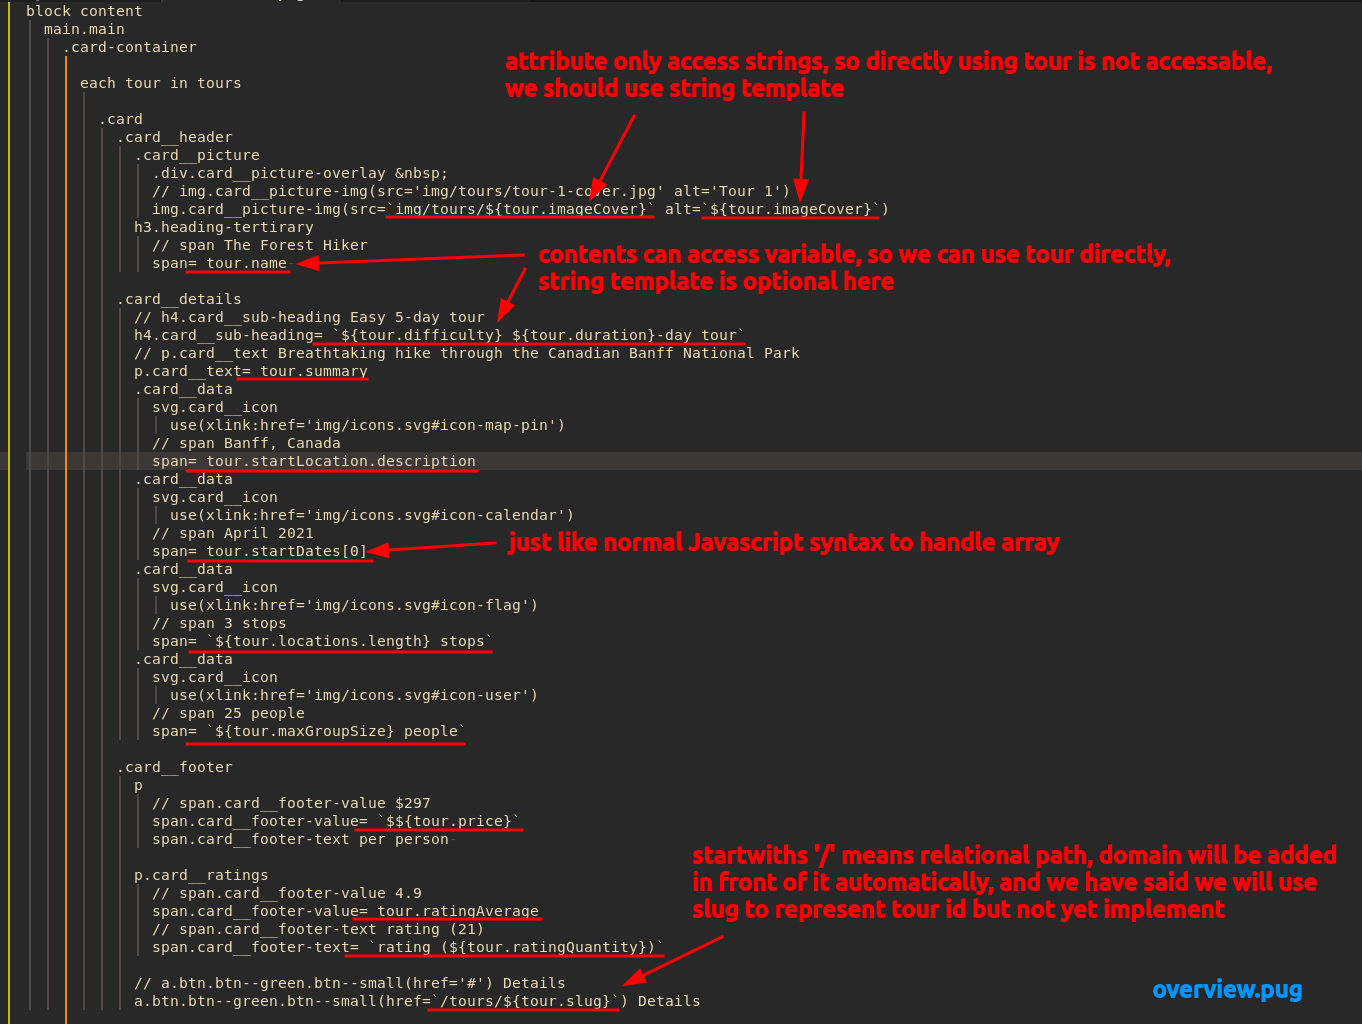 block content
main.main
.card-container
attribute only access strings, so directly using tour is not accessable,
we should use string template
each tour in tours
.card
.card__header
.card__picture
.div.card__picture-overlay &nbsp;
// img.card__picture-img(src='img/tours/tour-1-cover.jpg' alt='Tour 1')
img.card__picture-img(src=`img/tours/${tour.imageCover}` alt=`${tour.imageCover}`)
h3.heading-tertirary
// span The Forest Hiker
span= tour.name
contents can access variable, so we can use tour directly,
string template is optional here
.card__details
// h4.card__sub-heading Easy 5-day tour
h4.card__sub-heading= `${tour.difficulty} ${tour.duration}-day tour`
// p.card__text Breathtaking hike through the Canadian Banff National Park
p.card__text= tour.summary
.card__data
svg.card__icon
use(xlink:href='img/icons.svg#icon-map-pin')
// span Banff, Canada
span= tour.startLocation.description
.card__data
svg.card__icon
use(xlink:href='img/icons.svg#icon-calendar')
// span April 2021
span= tour.startDates[0]
just like normal Javascript syntax to handle array
.card__data
svg.card__icon
use(xlink:href='img/icons.svg#icon-flag')
// span 3 stops
span= `${tour.locations.length} stops`
.card__data
svg.card__icon
use(xlink:href='img/icons.svg#icon-user')
// span 25 people
span= `${tour.maxGroupSize} people`
.card__footer
p
// span.card__footer-value $297
span.card__footer-value= `$${tour.price}`
span.card__footer-text per person
startwiths '/' means relational path, domain will be added
in front of it automatically, and we have said we will use
slug to represent tour id but not yet implement
p.card__ratings
// span.card__footer-value 4.9
span.card__footer-value= tour.ratingAverage
// span.card__footer-text rating (21)
span.card__footer-text= `rating (${tour.ratingQuantity})`
// a.btn.btn--green.btn--small(href='#') Details
a.btn.btn--green.btn--small(href=`/tours/${tour.slug}`) Details
overview.pug